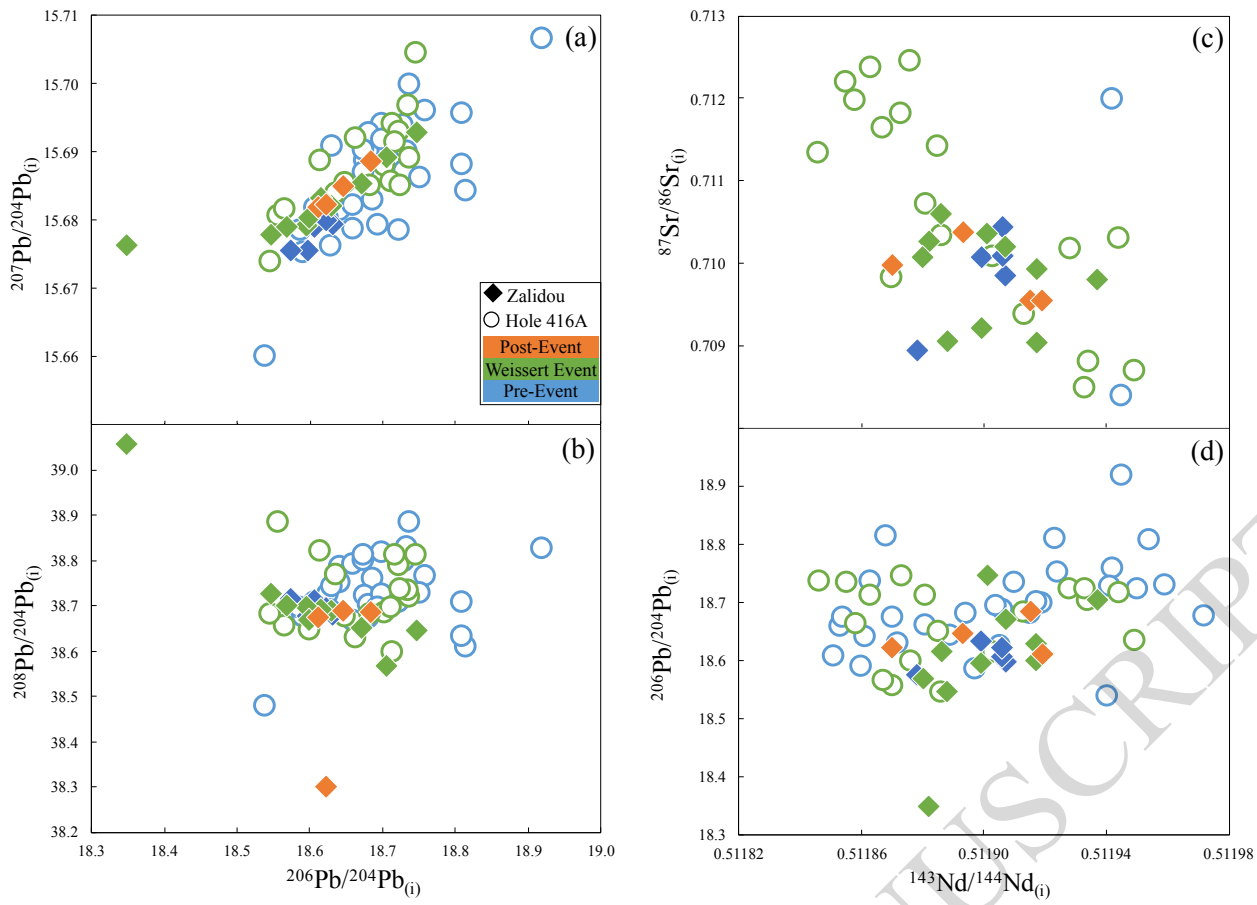 15.71
15.70
15.69
15.68
15.67
15.66
²⁰⁷Pb/²⁰⁴Pb(i)
(a)
Zalidou
Hole 416A
Post-Event
Weissert Event
Pre-Event
0.713
0.712
0.711
0.710
0.709
⁸⁷Sr/⁸⁶Sr(i)
(c)
39.0
38.9
38.8
38.7
38.6
38.5
38.4
38.3
38.2
²⁰⁸Pb/²⁰⁴Pb(i)
(b)
18.3 18.4 18.5 18.6 18.7 18.8 18.9 19.0
²⁰⁶Pb/²⁰⁴Pb(i)
18.9
18.8
18.7
18.6
18.5
18.4
18.3
²⁰⁶Pb/²⁰⁴Pb(i)
(d)
0.51182 0.51186 0.51190 0.51194 0.51198
¹⁴³Nd/¹⁴⁴Nd(i)
USCRIPT